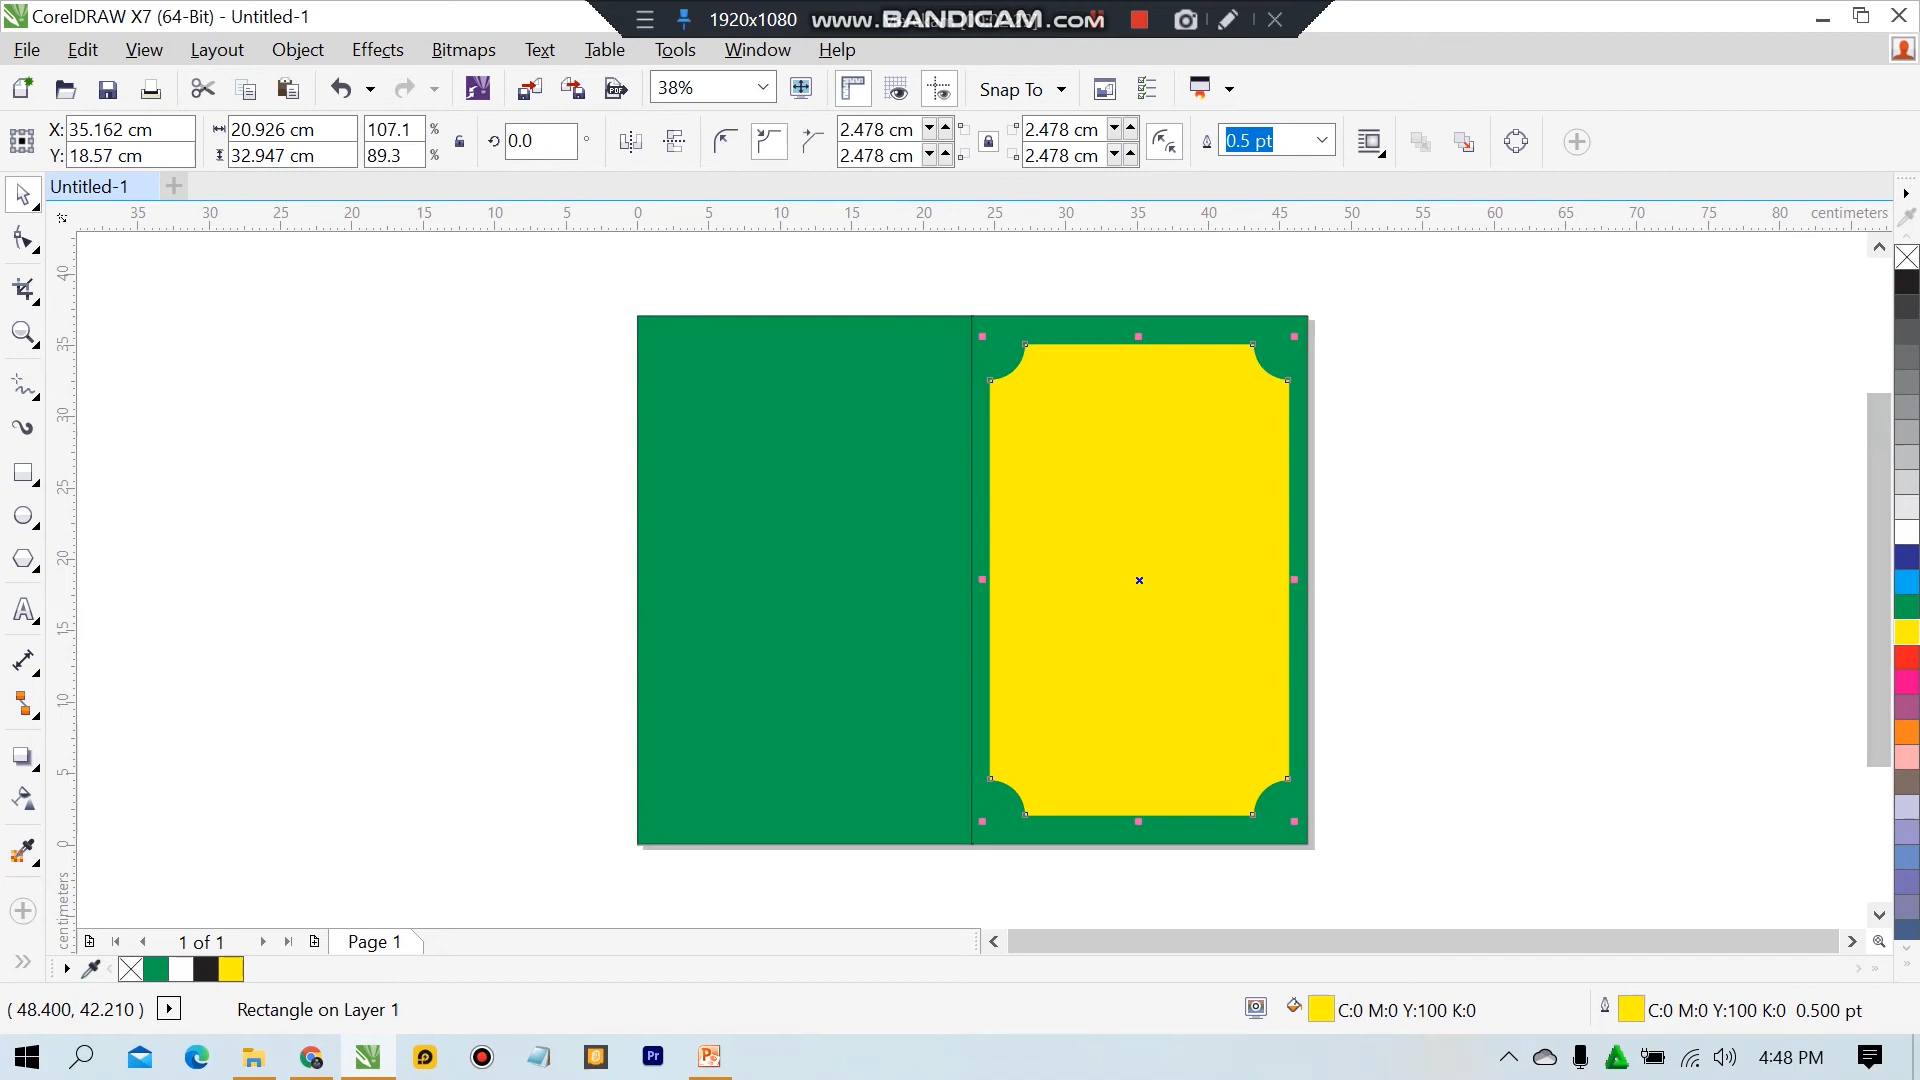 CorelDRAW X7 (64-Bit) - Untitled-1
1920x1080
www.BANDICAM.com
File Edit View Layout Object Effects Bitmaps Text Table Tools Window Help
38%
Snap To
X: 35.162 cm
Y: 18.57 cm
20.926 cm
32.947 cm
107.1 %
89.3 %
0.0 °
2.478 cm
2.478 cm
2.478 cm
2.478 cm
0.5 pt
Untitled-1
35 30 25 20 15 10 5 0 5 10 15 20 25 30 35 40 45 50 55 60 65 70 75 80 centimeters
40
35
30
25
20
15
10
5
0
centimeters
1 of 1
Page 1
( 48.400, 42.210 )
Rectangle on Layer 1
C:0 M:0 Y:100 K:0
C:0 M:0 Y:100 K:0 0.500 pt
Pr
4:48 PM